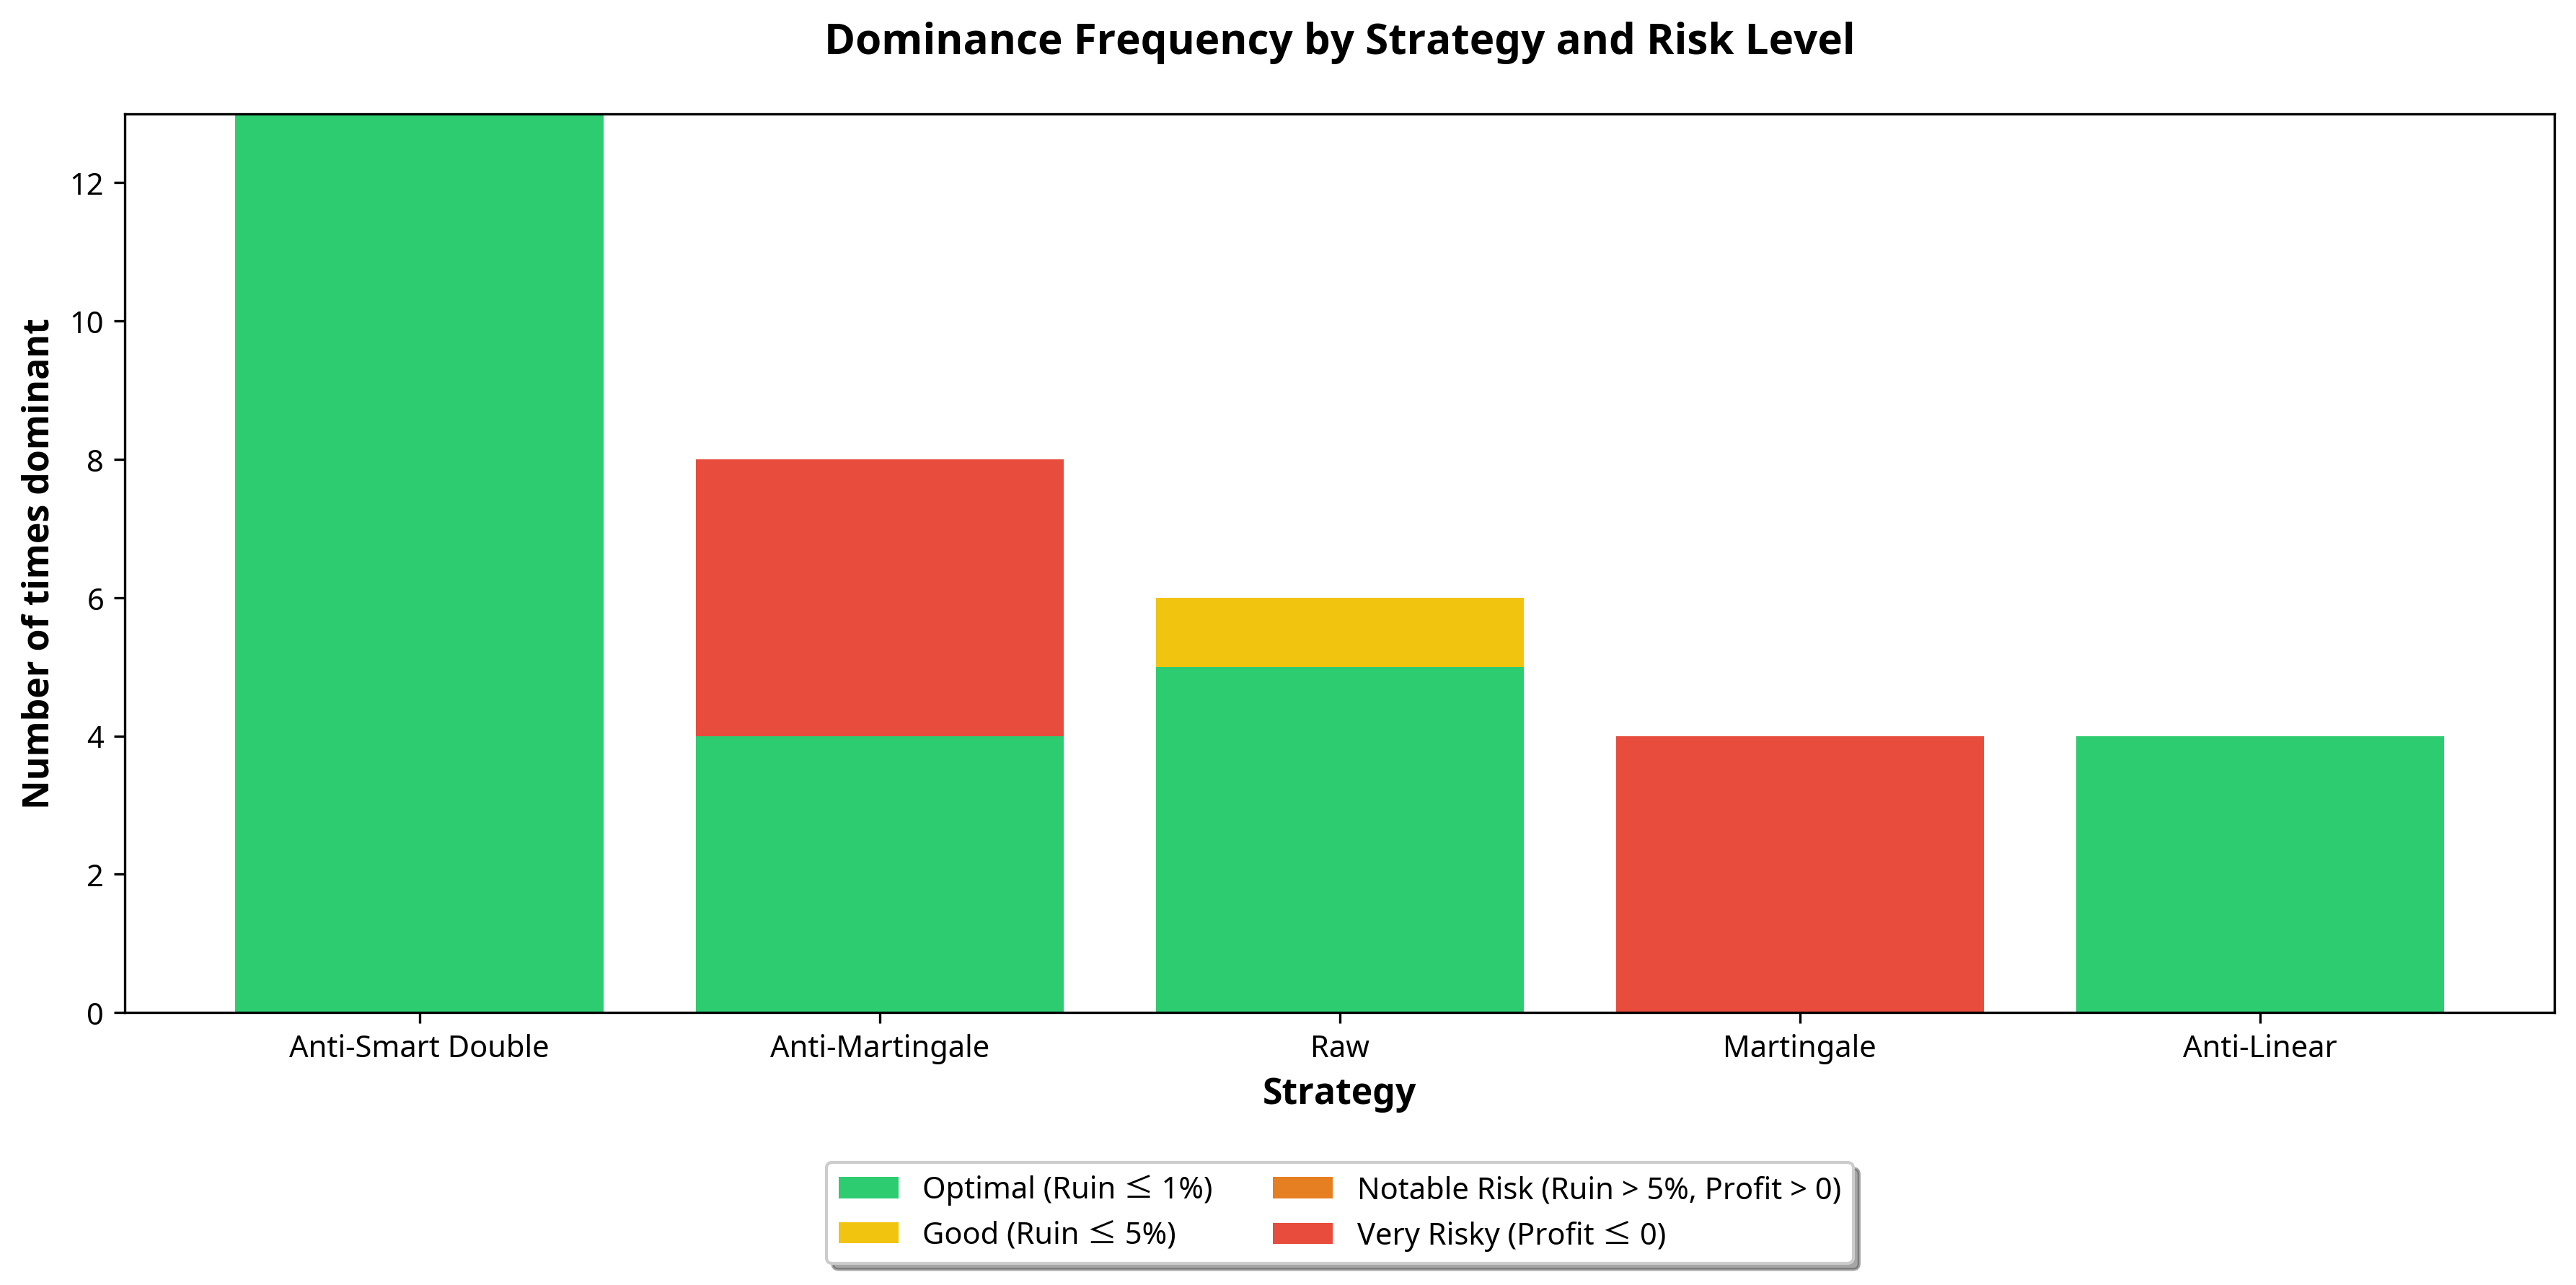 Dominance Frequency by Strategy and Risk Level
Number of times dominant
12
10
8
6
4
2
0
Anti-Smart Double
Anti-Martingale
Raw
Martingale
Anti-Linear
Strategy
Optimal (Ruin ≤ 1%)
Good (Ruin ≤ 5%)
Notable Risk (Ruin > 5%, Profit > 0)
Very Risky (Profit ≤ 0)